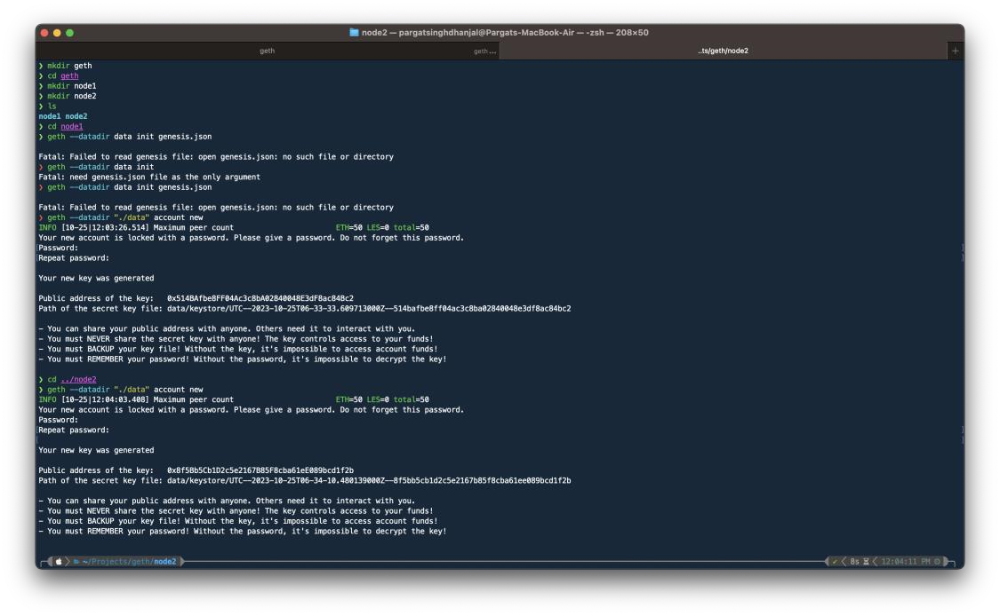 node2 — pargatsinghdhanjal@Pargats-MacBook-Air — -zsh — 208×50
geth geth ... ..ts/geth/node2 +
❯ mkdir geth
❯ cd geth
❯ mkdir node1
❯ mkdir node2
❯ ls
node1 node2
❯ cd node1
❯ geth --datadir data init genesis.json
Fatal: Failed to read genesis file: open genesis.json: no such file or directory
❯ geth --datadir data init
Fatal: need genesis.json file as the only argument
❯ geth --datadir data init genesis.json
Fatal: Failed to read genesis file: open genesis.json: no such file or directory
❯ geth --datadir "./data" account new
INFO [10-25|12:03:26.514] Maximum peer count ETH=50 LES=0 total=50
Your new account is locked with a password. Please give a password. Do not forget this password.
[Password: ]
[Repeat password: ]
Your new key was generated
Public address of the key: 0x514BAfbe8FF04Ac3c8bA02840048E3dF8ac84Bc2
Path of the secret key file: data/keystore/UTC--2023-10-25T06-33-33.609713000Z--514bafbe8ff04ac3c8ba02840048e3df8ac84bc2
- You can share your public address with anyone. Others need it to interact with you.
- You must NEVER share the secret key with anyone! The key controls access to your funds!
- You must BACKUP your key file! Without the key, it's impossible to access account funds!
- You must REMEMBER your password! Without the password, it's impossible to decrypt the key!
❯ cd ../node2
❯ geth --datadir "./data" account new
INFO [10-25|12:04:03.408] Maximum peer count ETH=50 LES=0 total=50
Your new account is locked with a password. Please give a password. Do not forget this password.
Password:
[Repeat password: ]
[ ]
Your new key was generated
Public address of the key: 0x8f5Bb5Cb1D2c5e2167B85F8cba61eE089bcd1f2b
Path of the secret key file: data/keystore/UTC--2023-10-25T06-34-10.480139000Z--8f5bb5cb1d2c5e2167b85f8cba61ee089bcd1f2b
- You can share your public address with anyone. Others need it to interact with you.
- You must NEVER share the secret key with anyone! The key controls access to your funds!
- You must BACKUP your key file! Without the key, it's impossible to access account funds!
- You must REMEMBER your password! Without the password, it's impossible to decrypt the key!
~/Projects/geth/node2 ✔ 8s 12:04:11 PM